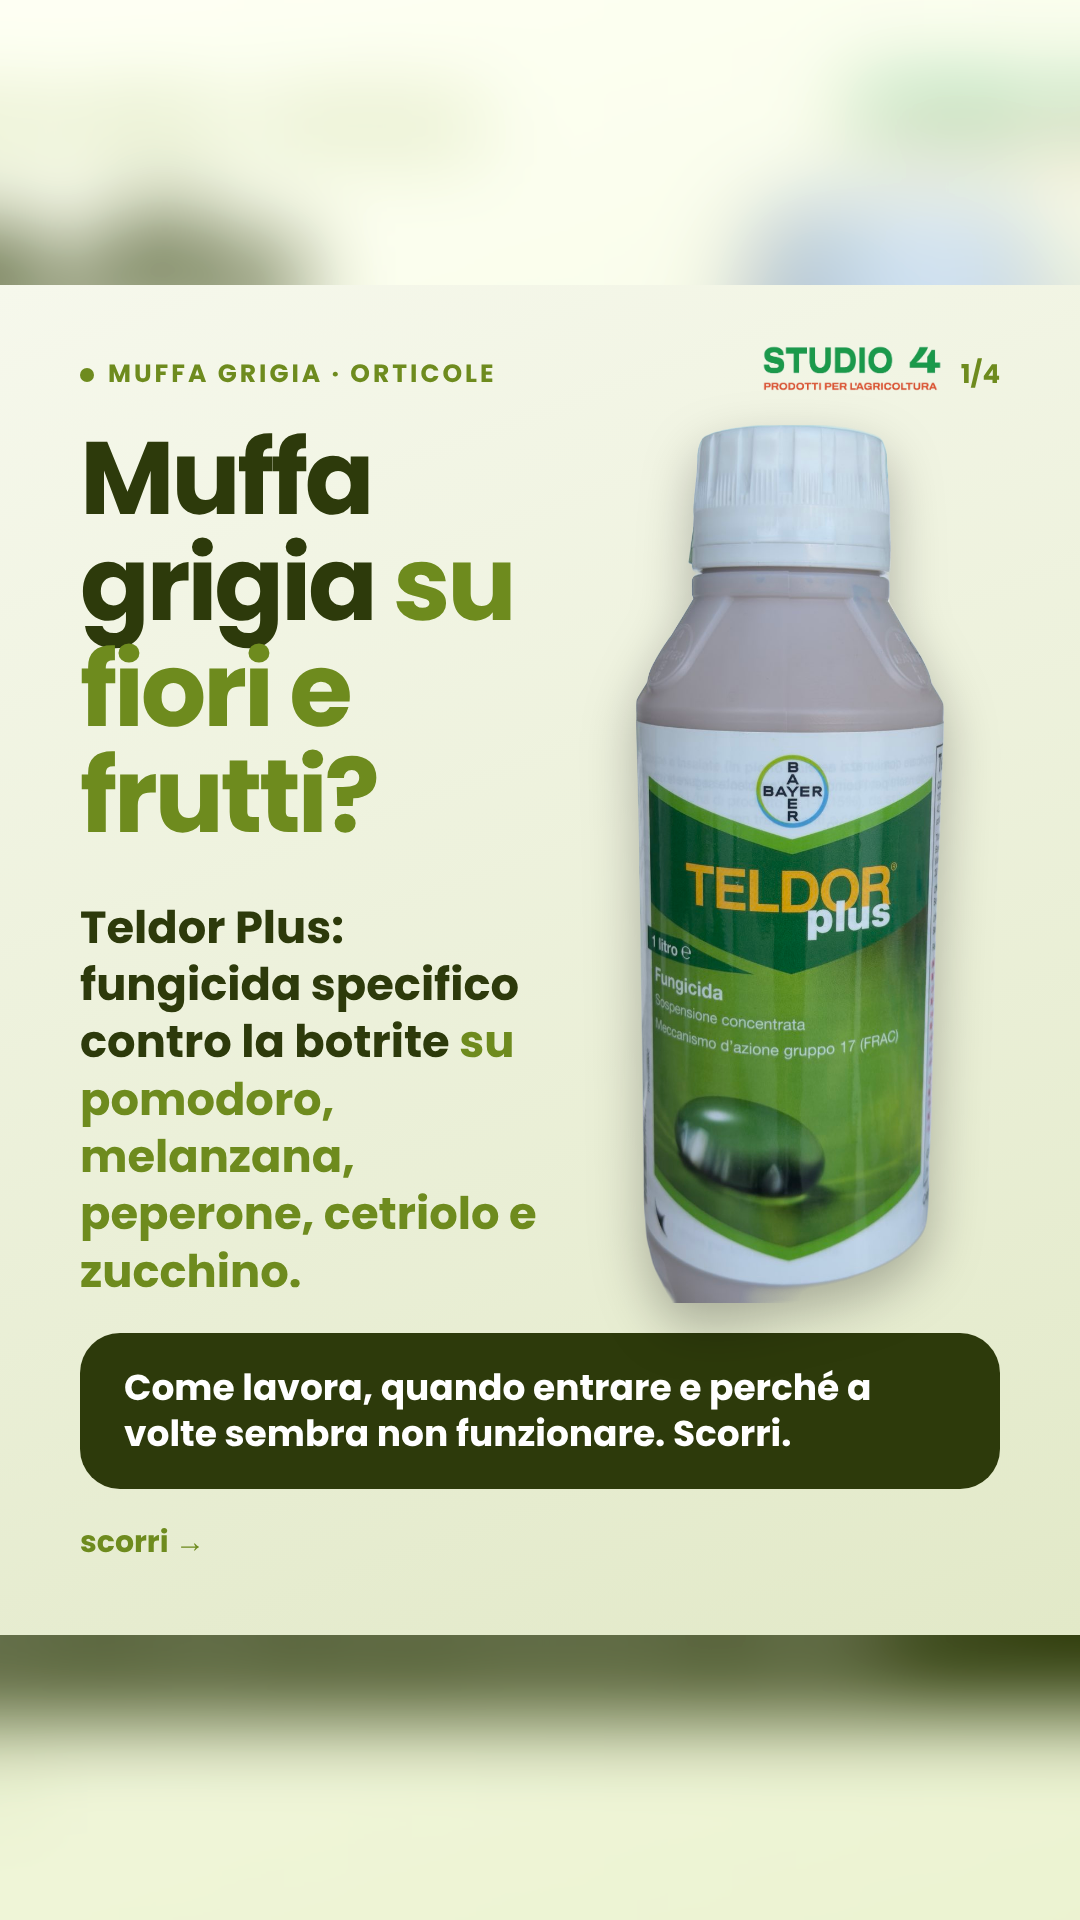 MUFFA GRIGIA · ORTICOLE
STUDIO 4
PRODOTTI PER L'AGRICOLTURA
1/4
Muffa
grigia su
fiori e
frutti?
Teldor Plus:
fungicida specifico
contro la botrite su
pomodoro,
melanzana,
peperone, cetriolo e
zucchino.
BAYER
BAYER
TELDOR®
plus
1 litro ℮
Fungicida
Sospensione concentrata
Meccanismo d'azione gruppo 17 (FRAC)
Come lavora, quando entrare e perché a
volte sembra non funzionare. Scorri.
scorri →